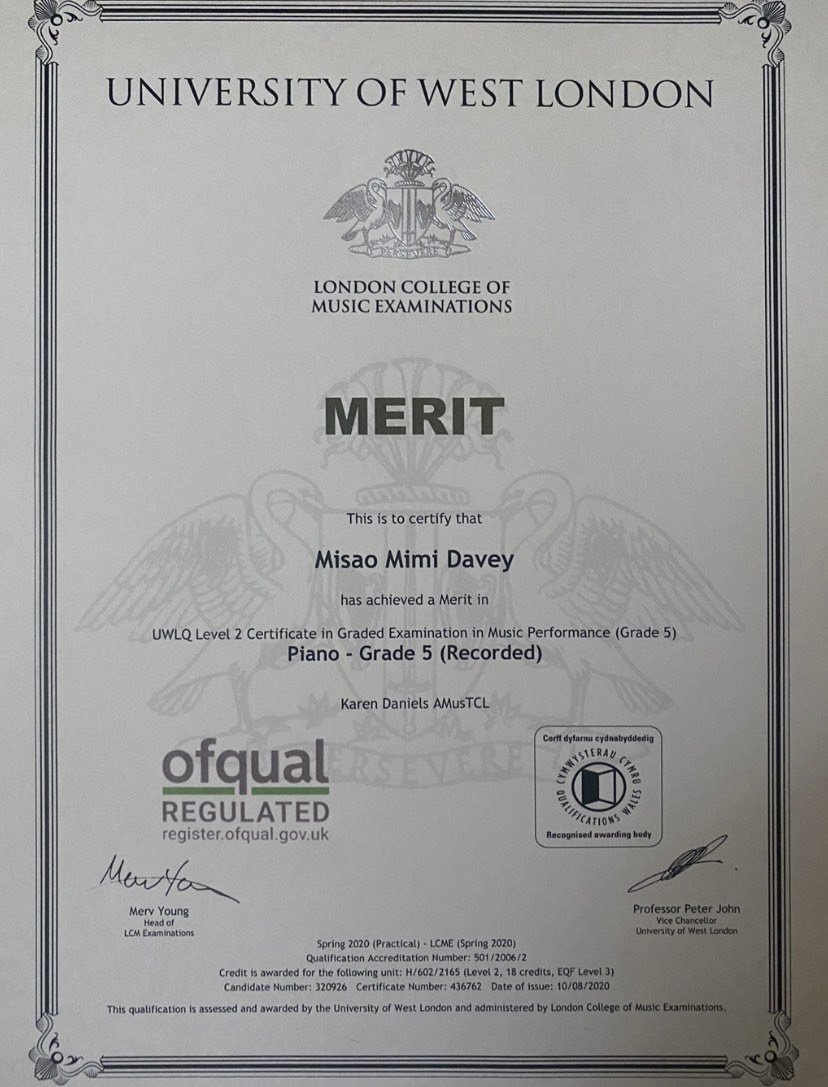 UNIVERSITY OF WEST LONDON
PERSEVERE
LONDON COLLEGE OF
MUSIC EXAMINATIONS
MERIT
This is to certify that
Misao Mimi Davey
has achieved a Merit in
UWLQ Level 2 Certificate in Graded Examination in Music Performance (Grade 5)
Piano - Grade 5 (Recorded)
Karen Daniels AMusTCL
PERSEVERE
ofqual
REGULATED
register.ofqual.gov.uk
Corff dyfarnu cydnabyddedig
CYMWYSTERAU CYMRU
QUALIFICATIONS WALES
Recognised awarding body
Merv Young
Head of
LCM Examinations
Professor Peter John
Vice Chancellor
University of West London
Spring 2020 (Practical) - LCME (Spring 2020)
Qualification Accreditation Number: 501/2006/2
Credit is awarded for the following unit: H/602/2165 (Level 2, 18 credits, EQF Level 3)
Candidate Number: 320926 Certificate Number: 436762 Date of Issue: 10/08/2020
This qualification is assessed and awarded by the University of West London and administered by London College of Music Examinations.